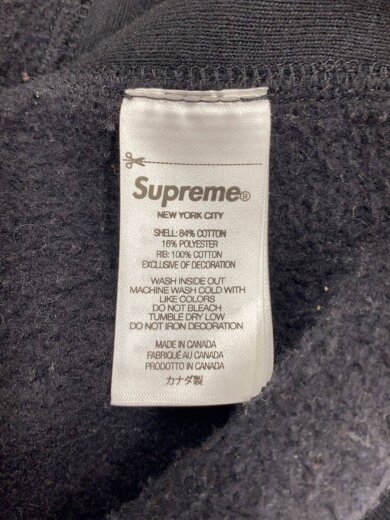 Supreme®
NEW YORK CITY
SHELL: 84% COTTON
16% POLYESTER
RIB: 100% COTTON
EXCLUSIVE OF DECORATION
WASH INSIDE OUT
MACHINE WASH COLD WITH
LIKE COLORS
DO NOT BLEACH
TUMBLE DRY LOW
DO NOT IRON DECORATION
MADE IN CANADA
FABRIQUÉ AU CANADA
PRODOTTO IN CANADA
カナダ製